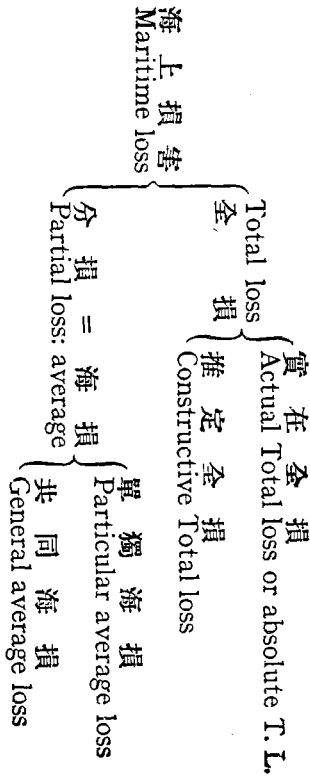 海上損害
Maritime loss
Total loss
全損
實在全損
Actual Total loss or absolute T. L.
推定全損
Constructive Total loss
分損＝海損
Partial loss: average
單獨海損
Particular average loss
共同海損
General average loss